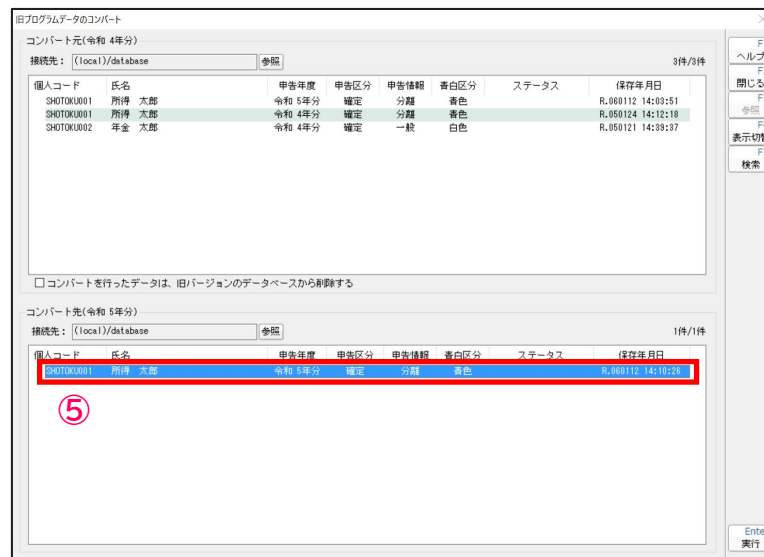 旧プログラムデータのコンバート
コンバート元(令和 4年分)
接続先： (local)/database 参照 3件/3件
個人コード 氏名 申告年度 申告区分 申告情報 青白区分 ステータス 保存年月日
SHOTOKU001 所得 太郎 令和 5年分 確定 分離 青色 R.060112 14:03:51
SHOTOKU001 所得 太郎 令和 4年分 確定 分離 青色 R.050124 14:12:18
SHOTOKU002 年金 太郎 令和 4年分 確定 一般 白色 R.050121 14:39:37
□コンバートを行ったデータは、旧バージョンのデータベースから削除する
コンバート先(令和 5年分)
接続先： (local)/database 参照 1件/1件
個人コード 氏名 申告年度 申告区分 申告情報 青白区分 ステータス 保存年月日
SHOTOKU001 所得 太郎 令和 5年分 確定 分離 青色 R.060112 14:10:26
⑤
F
ヘルプ
F
閉じる
F
参照
F
表示切
F
検索
Ente
実行